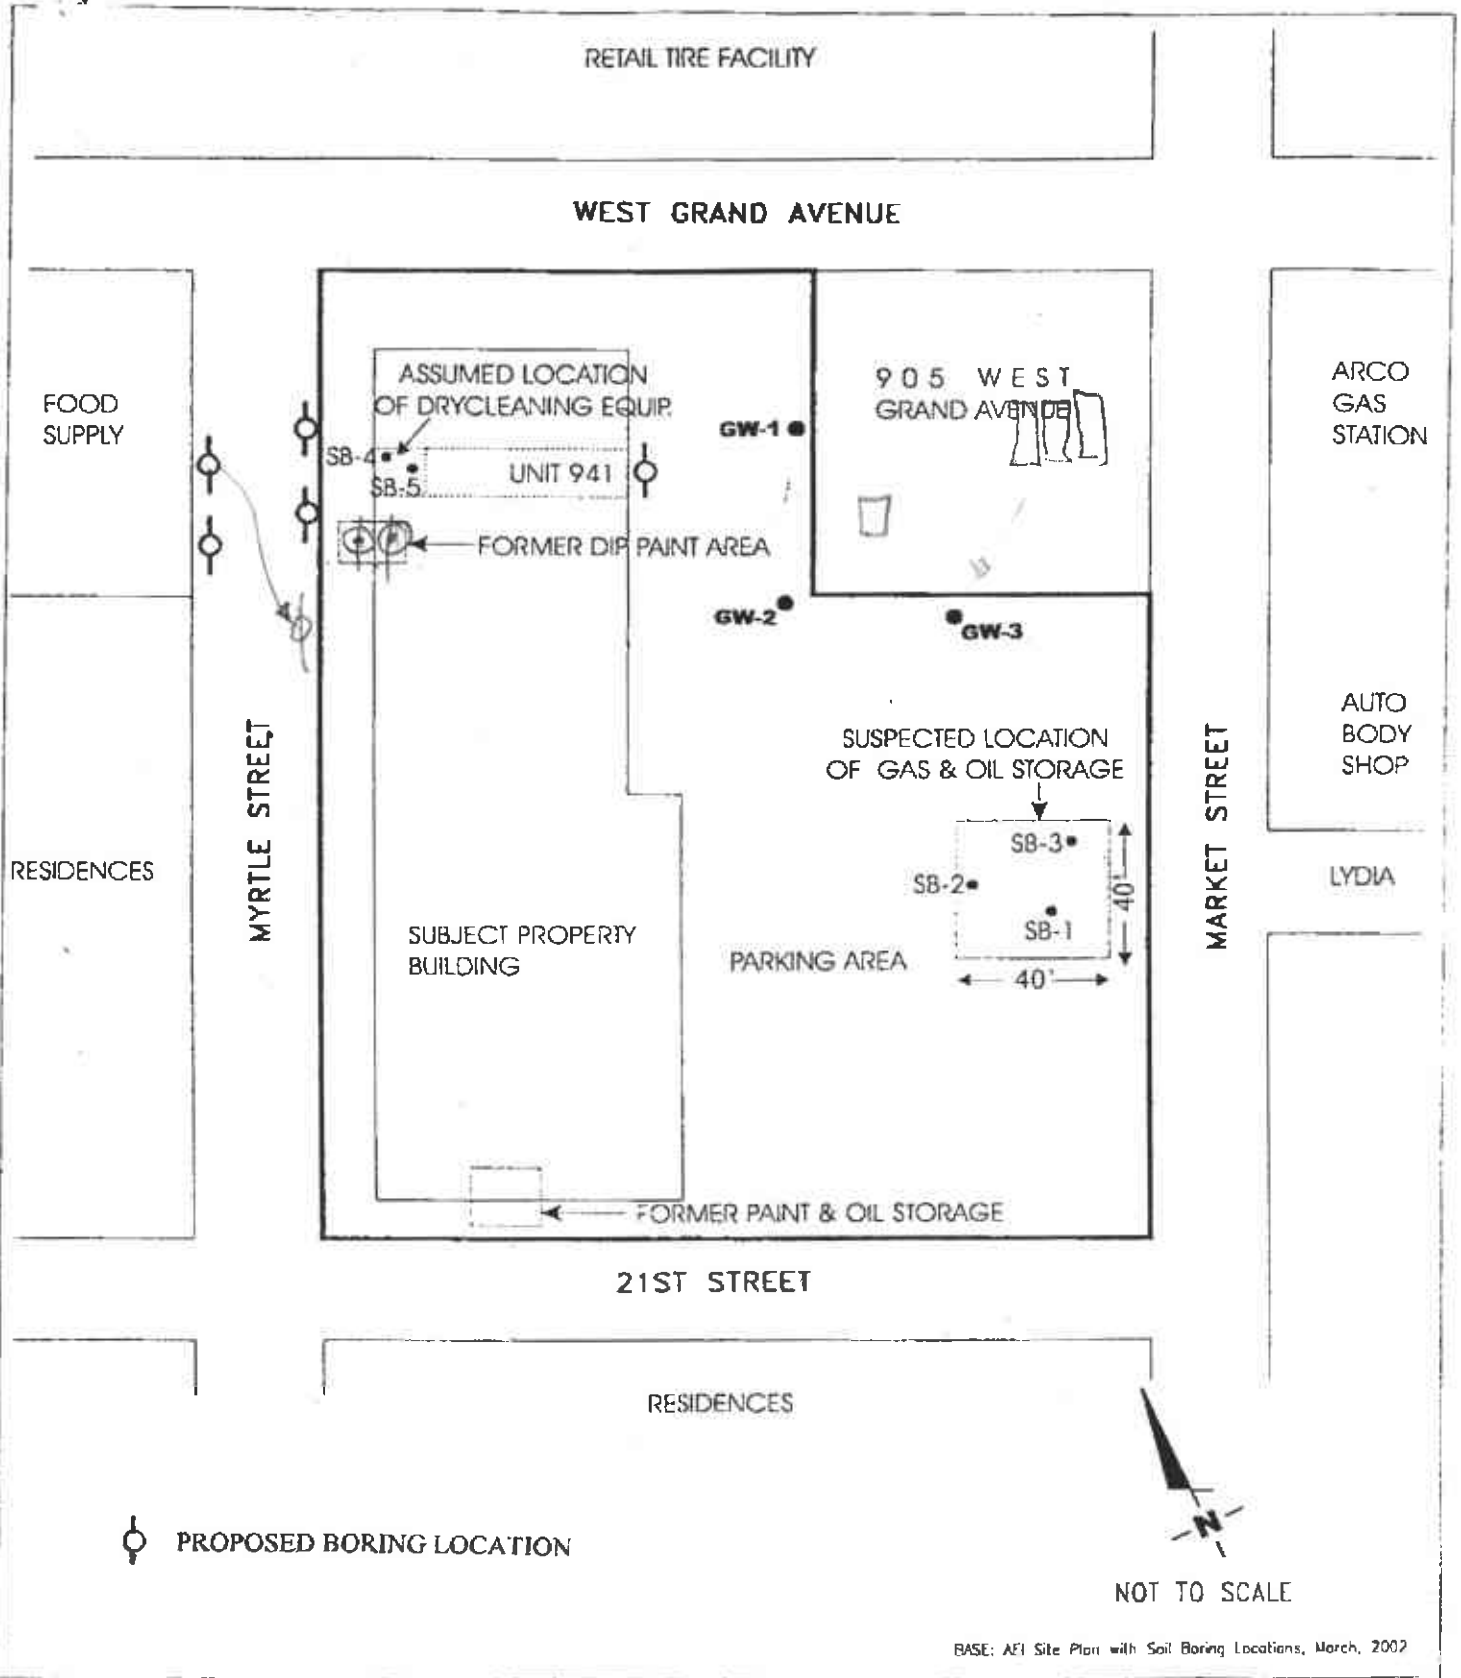 RETAIL TIRE FACILITY
WEST GRAND AVENUE
FOOD
SUPPLY
ASSUMED LOCATION
OF DRYCLEANING EQUIP.
SB-4
SB-5
UNIT 941
FORMER DIP PAINT AREA
GW-1
905 WEST
GRAND AVENUE
ARCO
GAS
STATION
GW-2
GW-3
MYRTLE STREET
SUSPECTED LOCATION
OF GAS & OIL STORAGE
SB-3
SB-2
SB-1
40'
40'
MARKET STREET
AUTO
BODY
SHOP
RESIDENCES
LYDIA
SUBJECT PROPERTY
BUILDING
PARKING AREA
FORMER PAINT & OIL STORAGE
21ST STREET
RESIDENCES
PROPOSED BORING LOCATION
N
NOT TO SCALE
BASE: AEI Site Plan with Soil Boring Locations, March, 2002